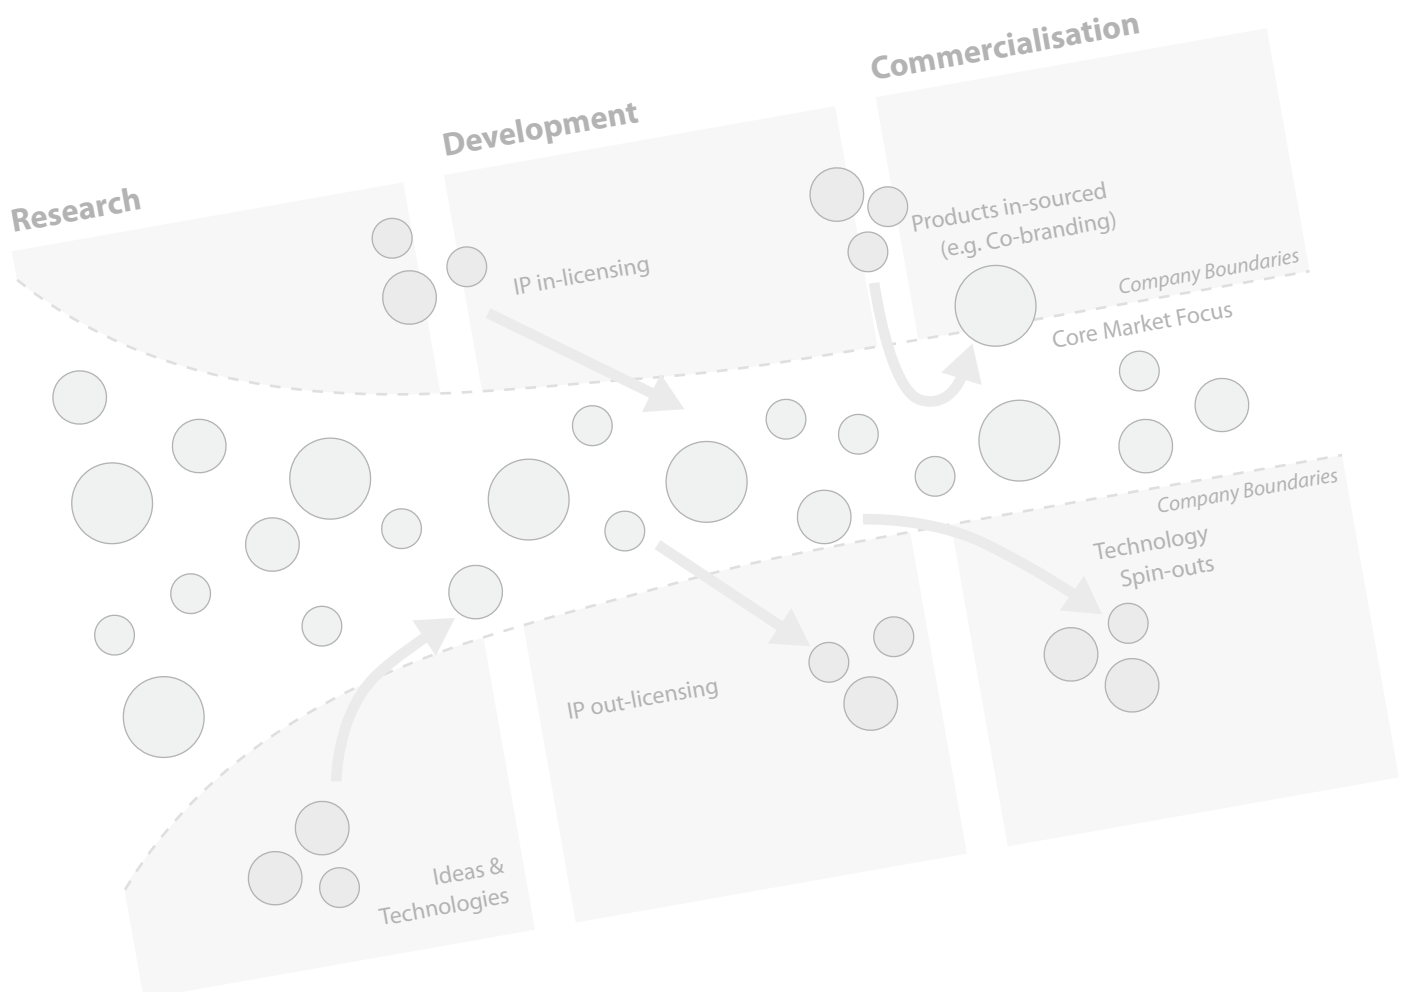 Research
Development
Commercialisation
IP in-licensing
Products in-sourced
(e.g. Co-branding)
Company Boundaries
Core Market Focus
Company Boundaries
Technology
Spin-outs
IP out-licensing
Ideas &
Technologies